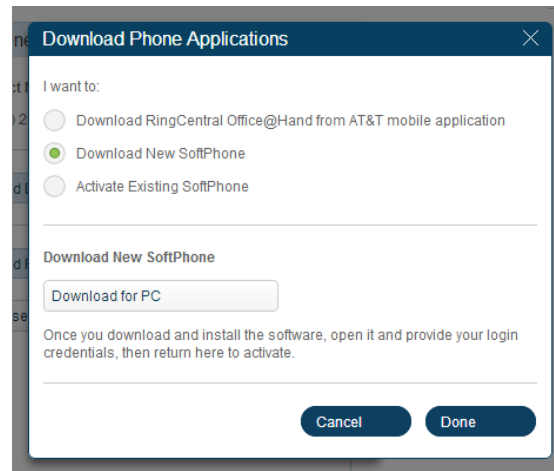 Download Phone Applications
I want to:
Download RingCentral Office@Hand from AT&T mobile application
Download New SoftPhone
Activate Existing SoftPhone
Download New SoftPhone
Download for PC
Once you download and install the software, open it and provide your login
credentials, then return here to activate.
Cancel
Done